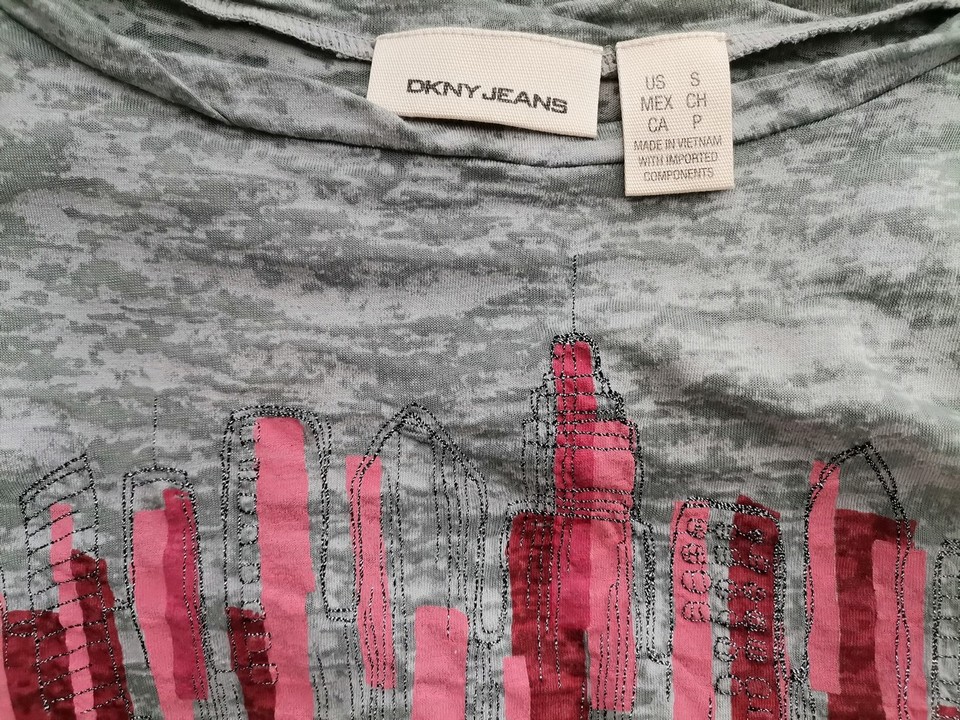 DKNY JEANS
US S
MEX CH
CA P
MADE IN VIETNAM
WITH IMPORTED
COMPONENTS